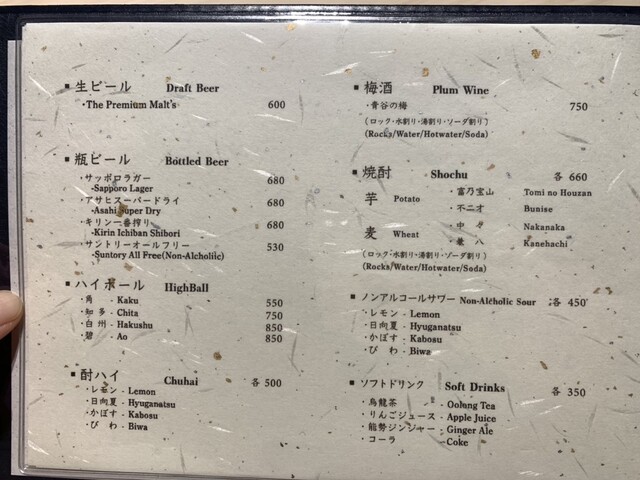 ▪生ビール Draft Beer
・The Premium Malt's 600
▪瓶ビール Bottled Beer
・サッポロラガー 680
-Sapporo Lager
・アサヒスーパードライ 680
-Asahi Super Dry
・キリン一番搾り 680
-Kirin Ichiban Shibori
・サントリーオールフリー 530
-Suntory All Free(Non-Alcholiic)
▪ハイボール HighBall
・角 - Kaku 550
・知多 - Chita 750
・白州 - Hakushu 850
・碧 - Ao 850
▪酎ハイ Chuhai 各 500
・レモン - Lemon
・日向夏 - Hyuganatsu
・かぼす - Kabosu
・びわ - Biwa
▪梅酒 Plum Wine
・青谷の梅 750
(ロック・水割り・湯割り・ソーダ割り)
(Rocks/Water/Hotwater/Soda)
▪焼酎 Shochu 各 660
芋 Potato ・富乃宝山 Tomi no Houzan
・不二才 Bunise
麦 Wheat ・中々 Nakanaka
・兼八 Kanehachi
(ロック・水割り・湯割り・ソーダ割り)
(Rocks/Water/Hotwater/Soda)
▪ノンアルコールサワー Non-Alcholic Sour 各 450
・レモン - Lemon
・日向夏 - Hyuganatsu
・かぼす - Kabosu
・びわ - Biwa
▪ソフトドリンク Soft Drinks 各 350
・烏龍茶 - Oolong Tea
・りんごジュース - Apple Juice
・能勢ジンジャー - Ginger Ale
・コーラ -Coke